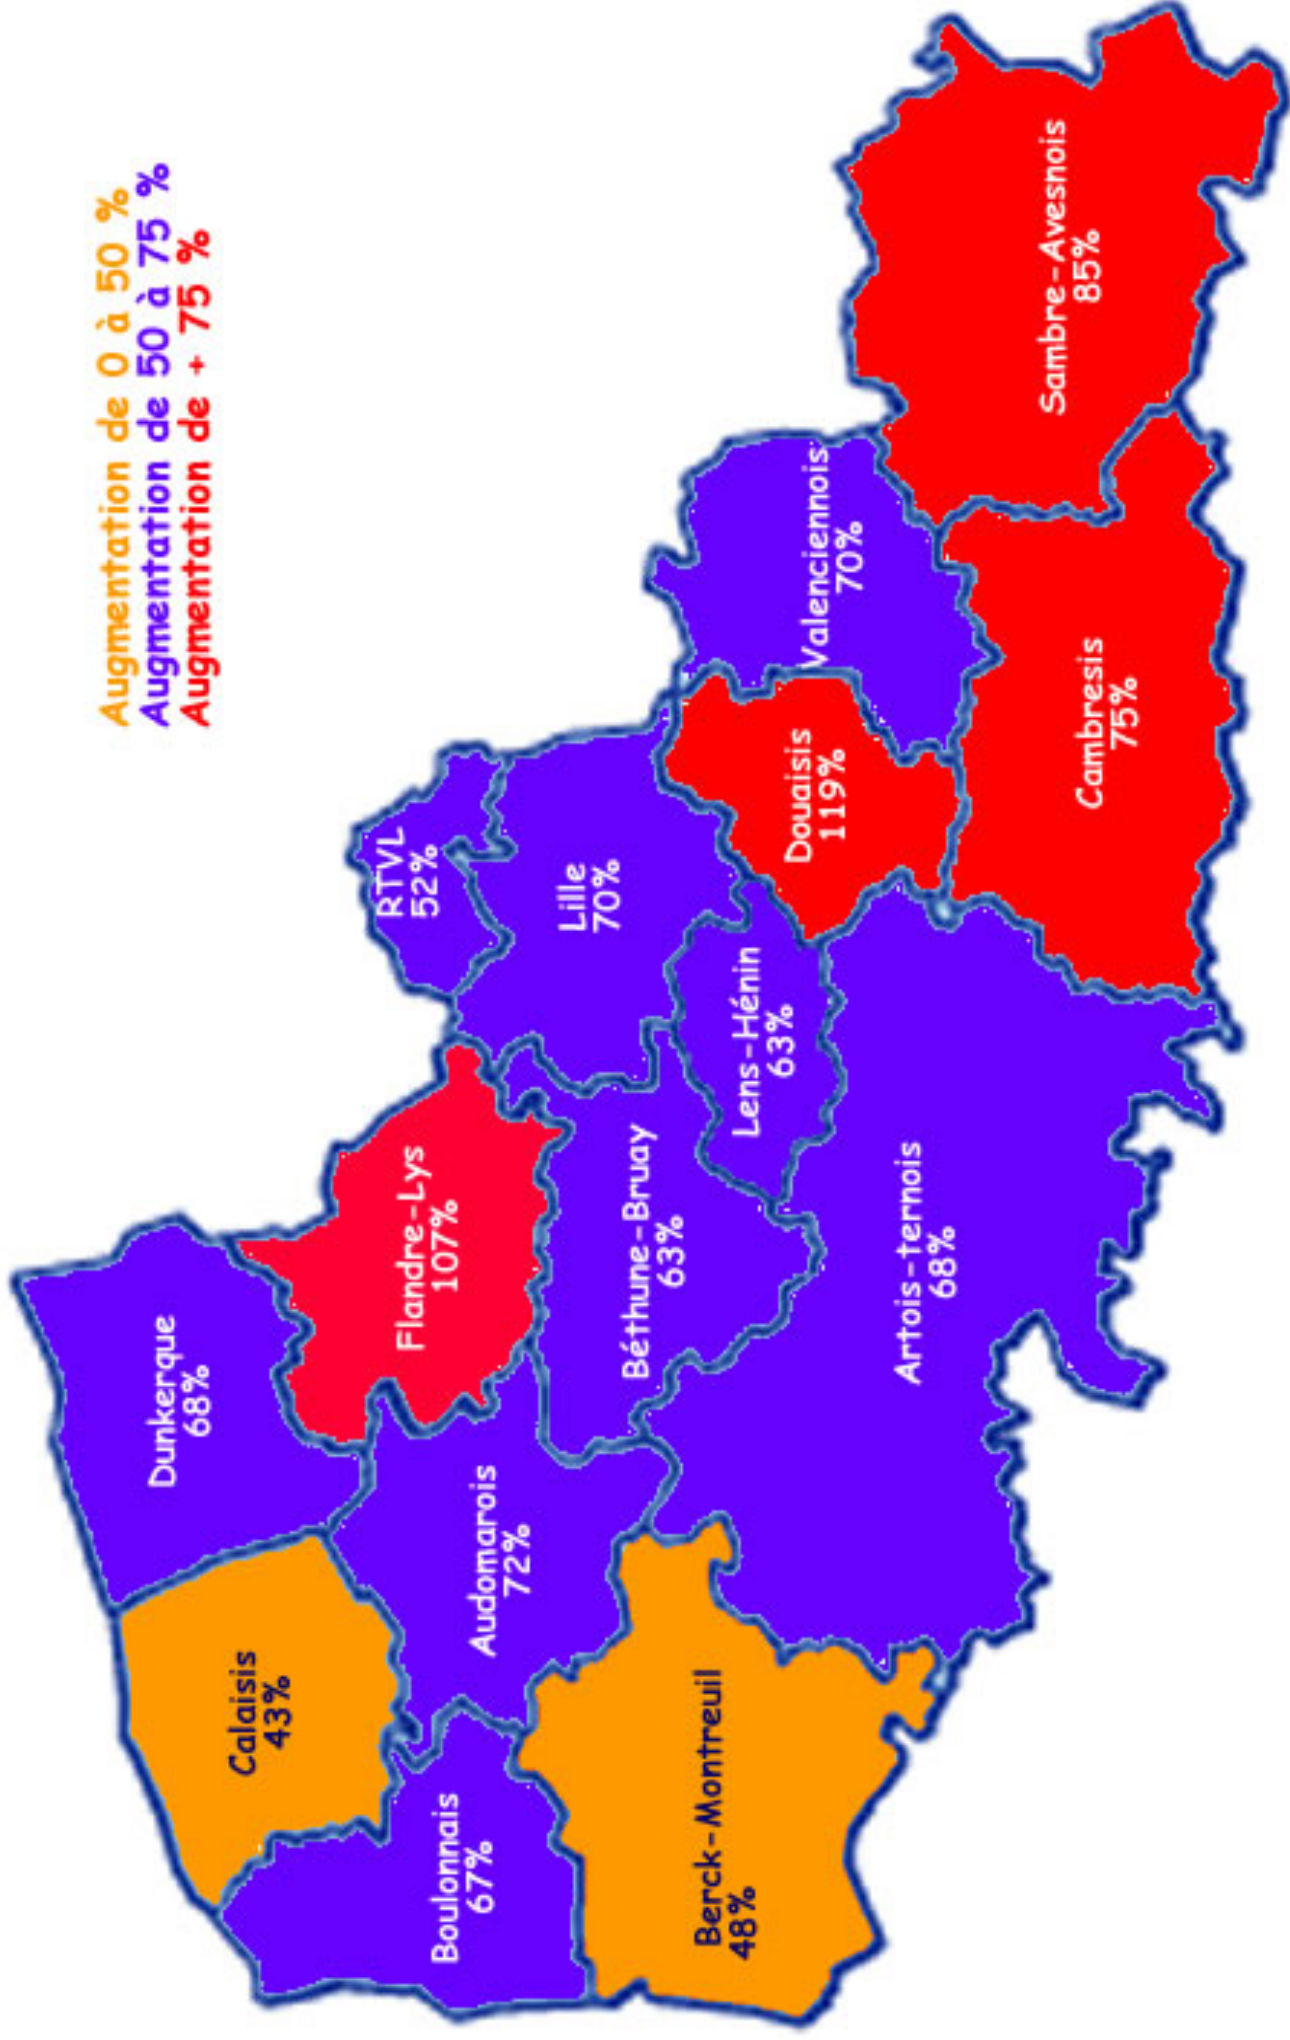 Augmentation de 0 à 50 %
Augmentation de 50 à 75 %
Augmentation de + 75 %
Dunkerque
68%
Calaisis
43%
Flandre-Lys
107%
RTVL
52%
Boulonnais
67%
Audomarois
72%
Lille
70%
Béthune-Bruay
63%
Berck-Montreuil
48%
Lens-Hénin
63%
Douaisis
119%
Valenciennois
70%
Artois-ternois
68%
Sambre-Avesnois
85%
Cambresis
75%